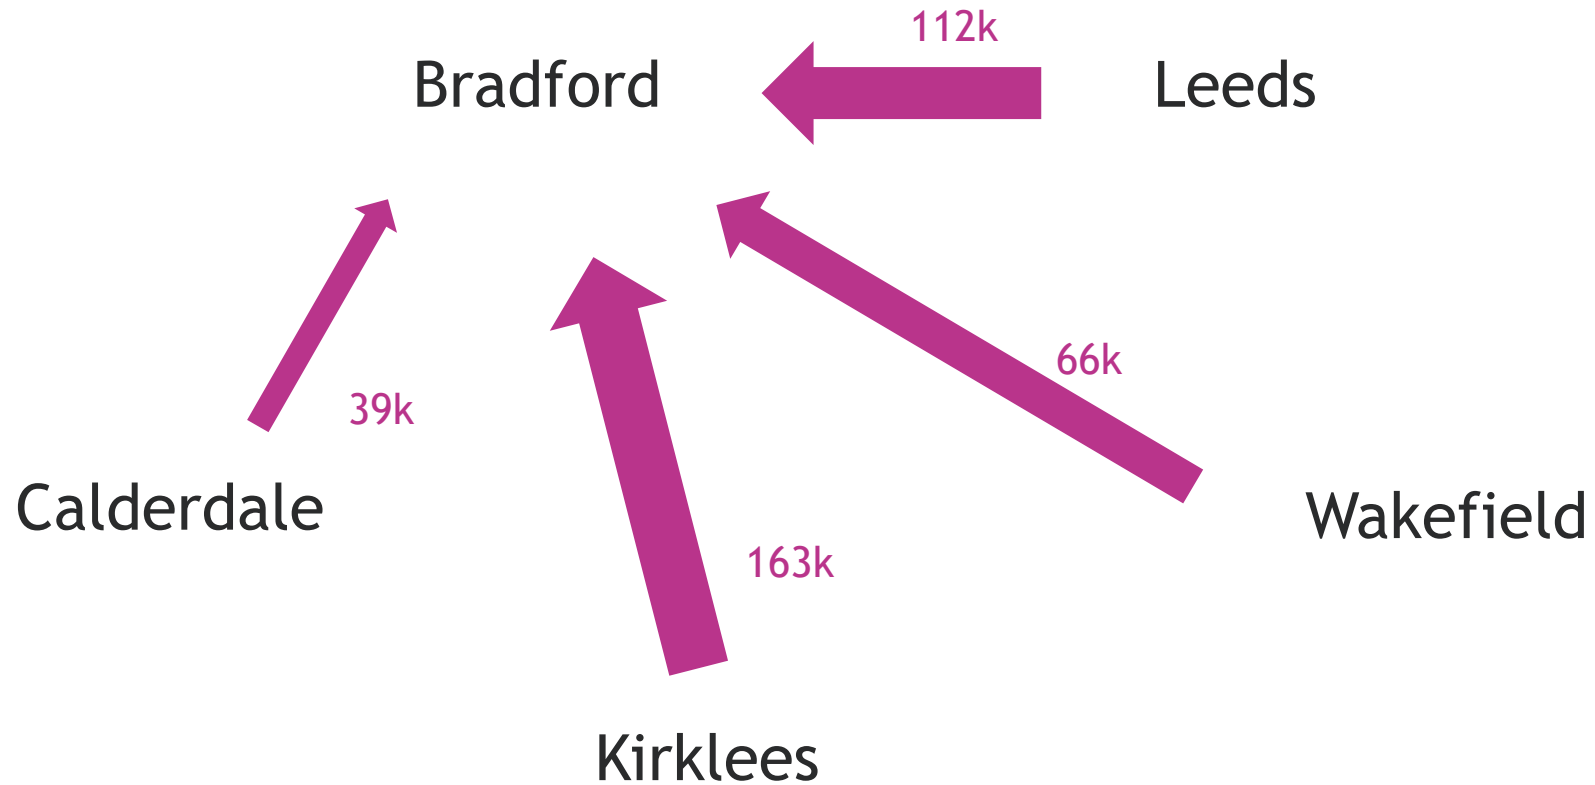 112k
Bradford
Leeds
66k
39k
Calderdale
Wakefield
163k
Kirklees